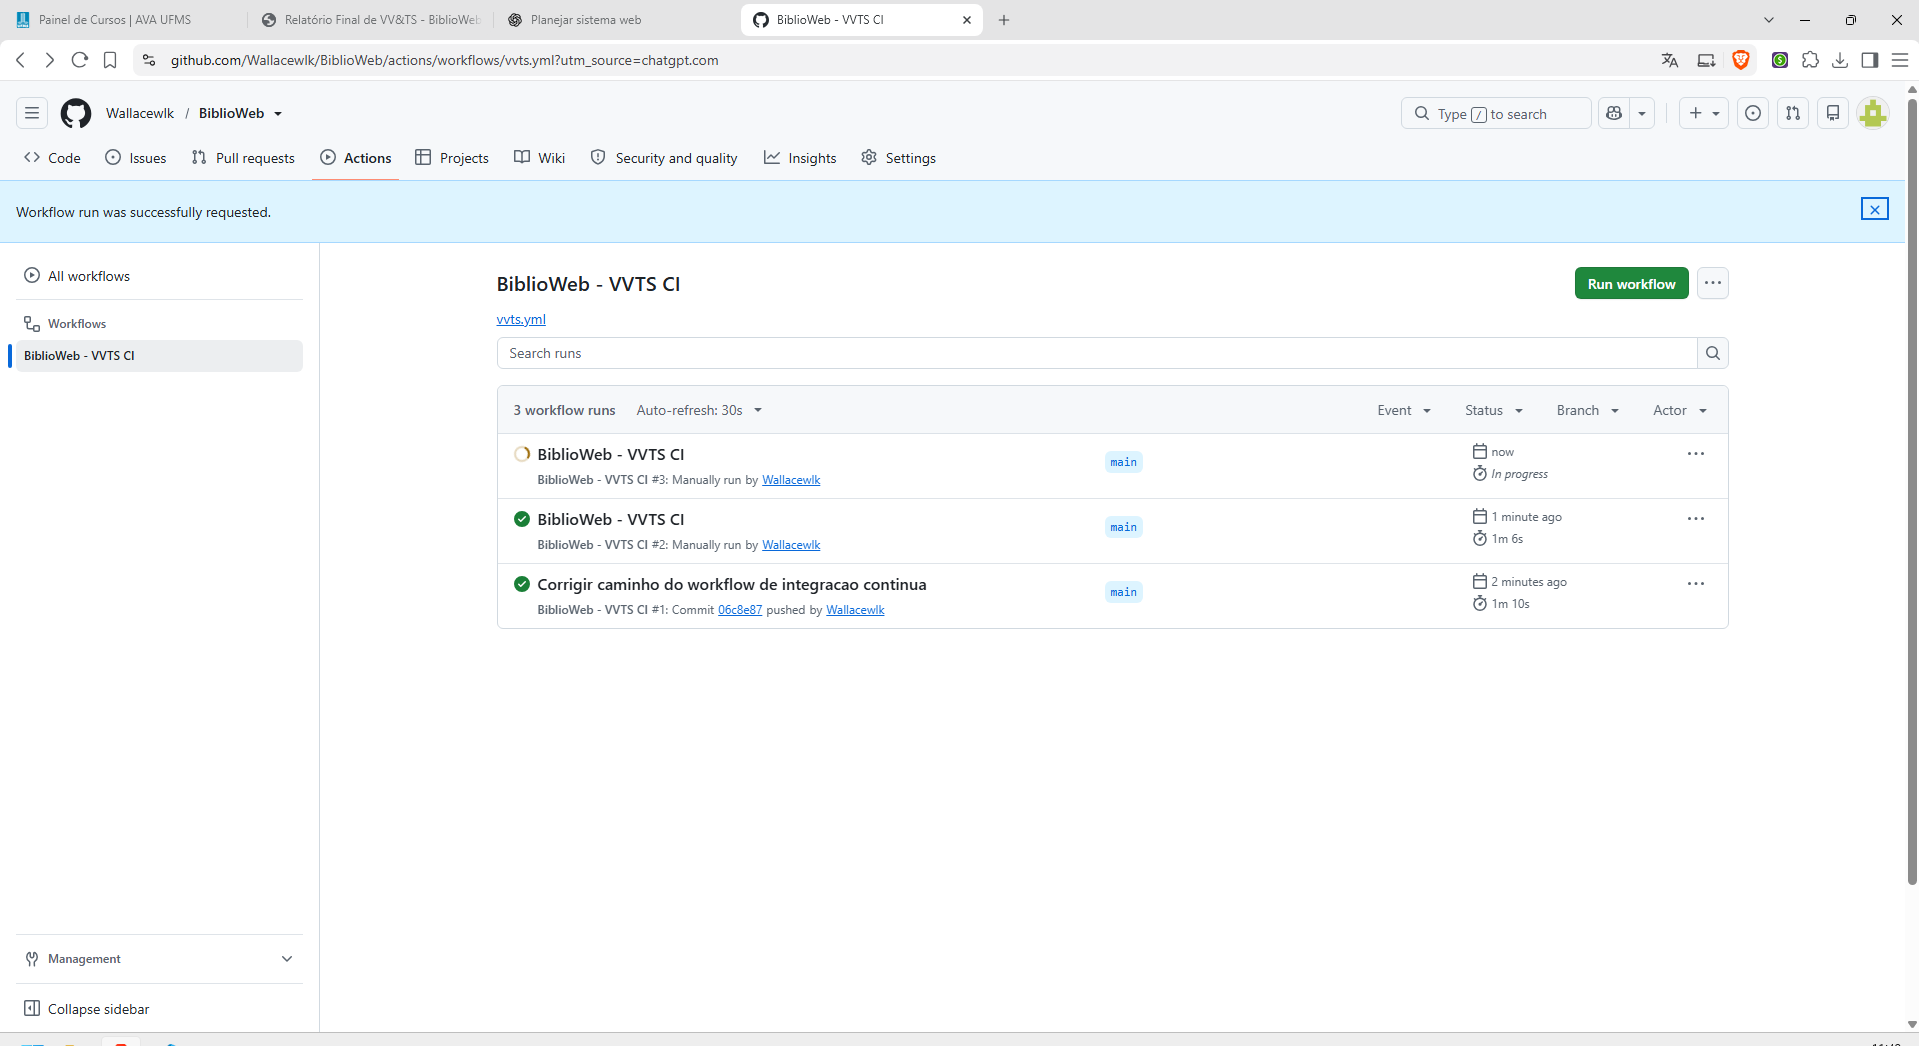 Painel de Cursos | AVA UFMS
Relatório Final de VV&TS - BiblioWeb
Planejar sistema web
BiblioWeb - VVTS CI
github.com/Wallacewlk/BiblioWeb/actions/workflows/vvts.yml?utm_source=chatgpt.com
Wallacewlk / BiblioWeb
Type / to search
Code
Issues
Pull requests
Actions
Projects
Wiki
Security and quality
Insights
Settings
Workflow run was successfully requested.
All workflows
Workflows
BiblioWeb - VVTS CI
Management
Collapse sidebar
BiblioWeb - VVTS CI
Run workflow
vvts.yml
Search runs
3 workflow runs
Auto-refresh: 30s
Event
Status
Branch
Actor
BiblioWeb - VVTS CI
main
now
BiblioWeb - VVTS CI #3: Manually run by Wallacewlk
In progress
BiblioWeb - VVTS CI
main
1 minute ago
BiblioWeb - VVTS CI #2: Manually run by Wallacewlk
1m 6s
Corrigir caminho do workflow de integracao continua
main
2 minutes ago
BiblioWeb - VVTS CI #1: Commit 06c8e87 pushed by Wallacewlk
1m 10s